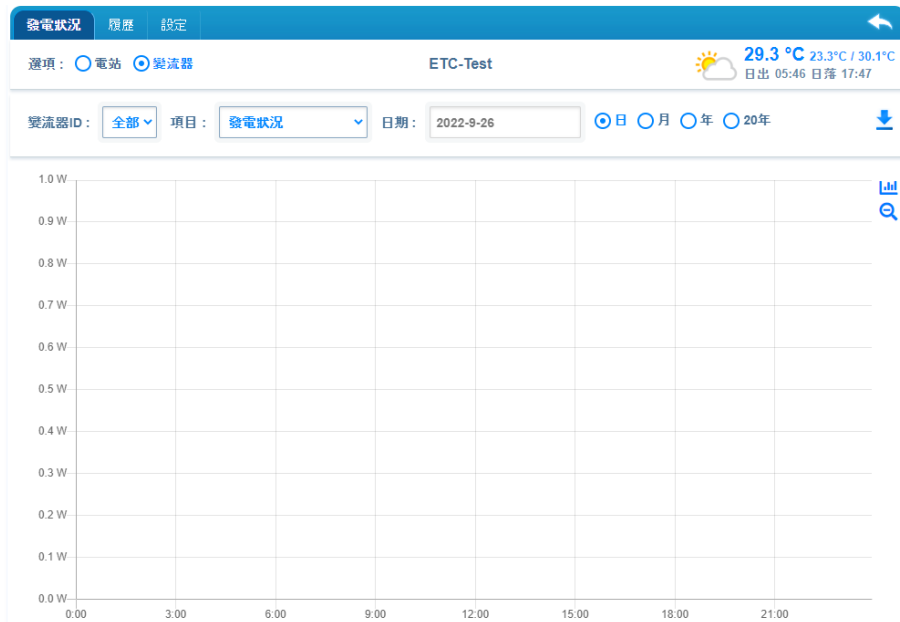 發電狀況 履歷 設定
選項： 電站 變流器 ETC-Test 29.3 °C 23.3°C / 30.1°C
日出 05:46 日落 17:47
變流器ID： 全部 項目： 發電狀況 日期： 2022-9-26 日 月 年 20年
1.0 W
0.9 W
0.8 W
0.7 W
0.6 W
0.5 W
0.4 W
0.3 W
0.2 W
0.1 W
0.0 W
0:00 3:00 6:00 9:00 12:00 15:00 18:00 21:00